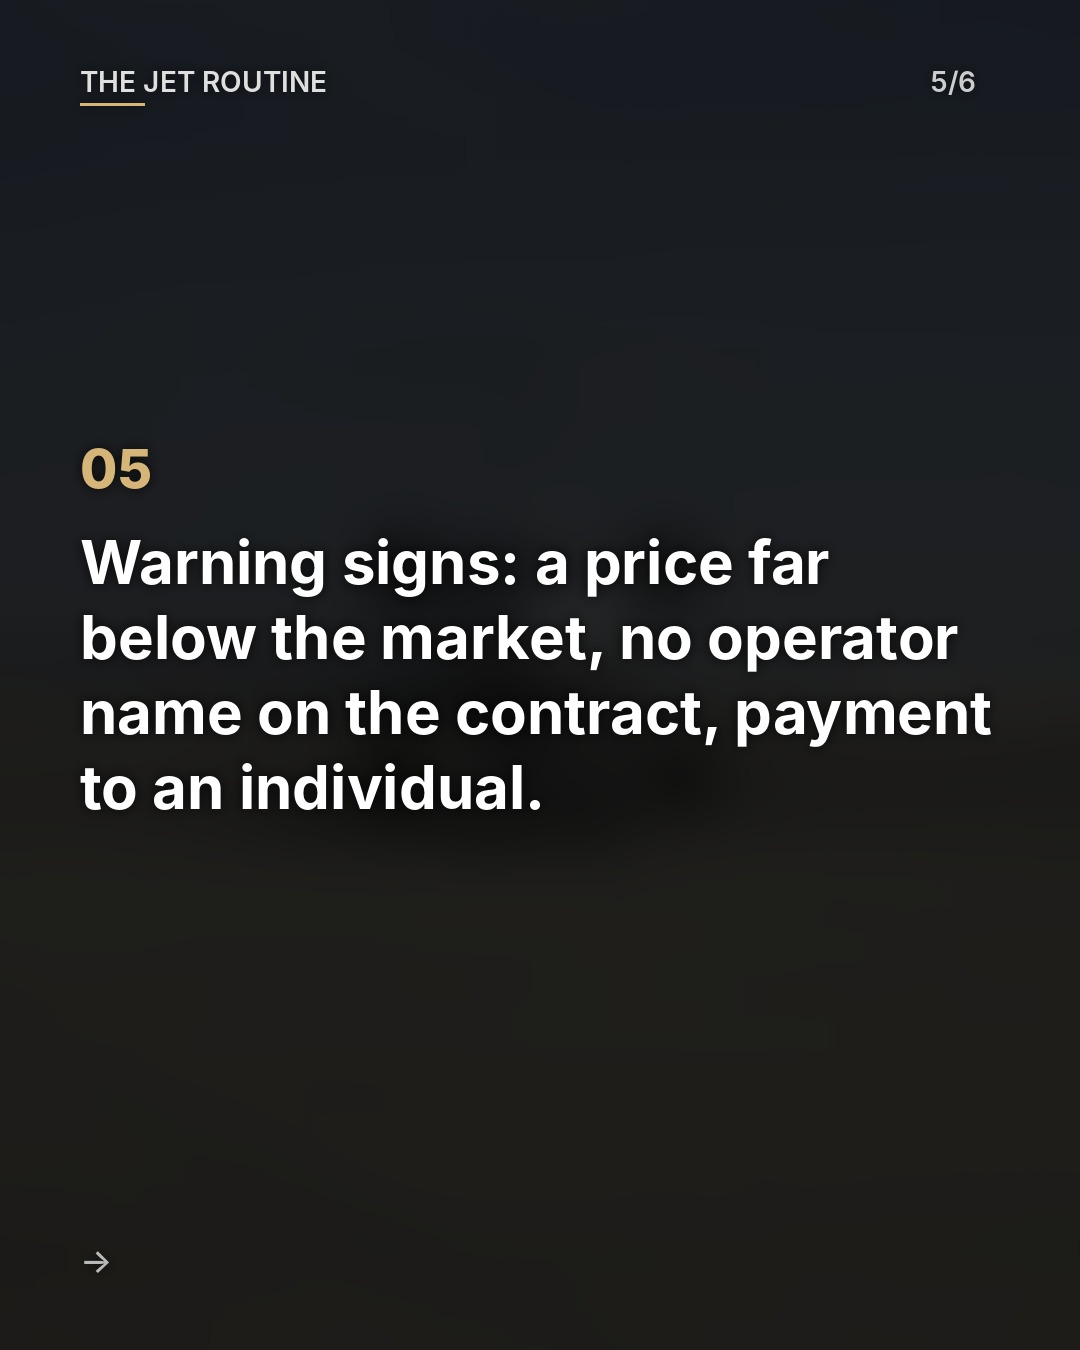 THE JET ROUTINE
5/6
05
Warning signs: a price far
below the market, no operator
name on the contract, payment
to an individual.
→